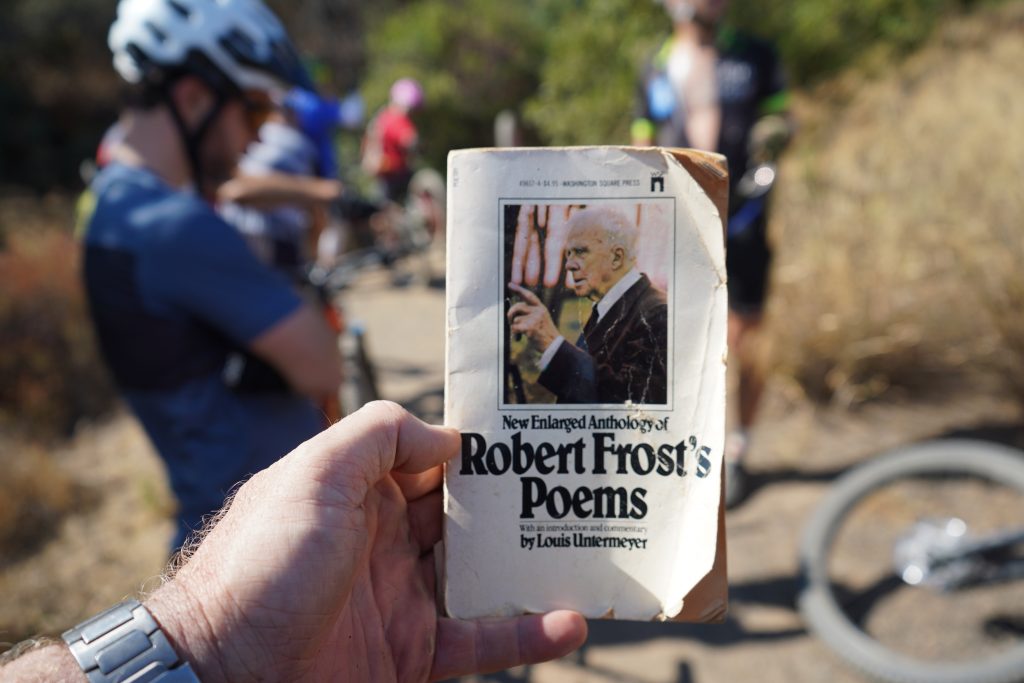 49657-4·$4.95·WASHINGTON SQUARE PRESS
New Enlarged Anthology of
Robert Frost's
Poems
With an introduction and commentary
by Louis Untermeyer